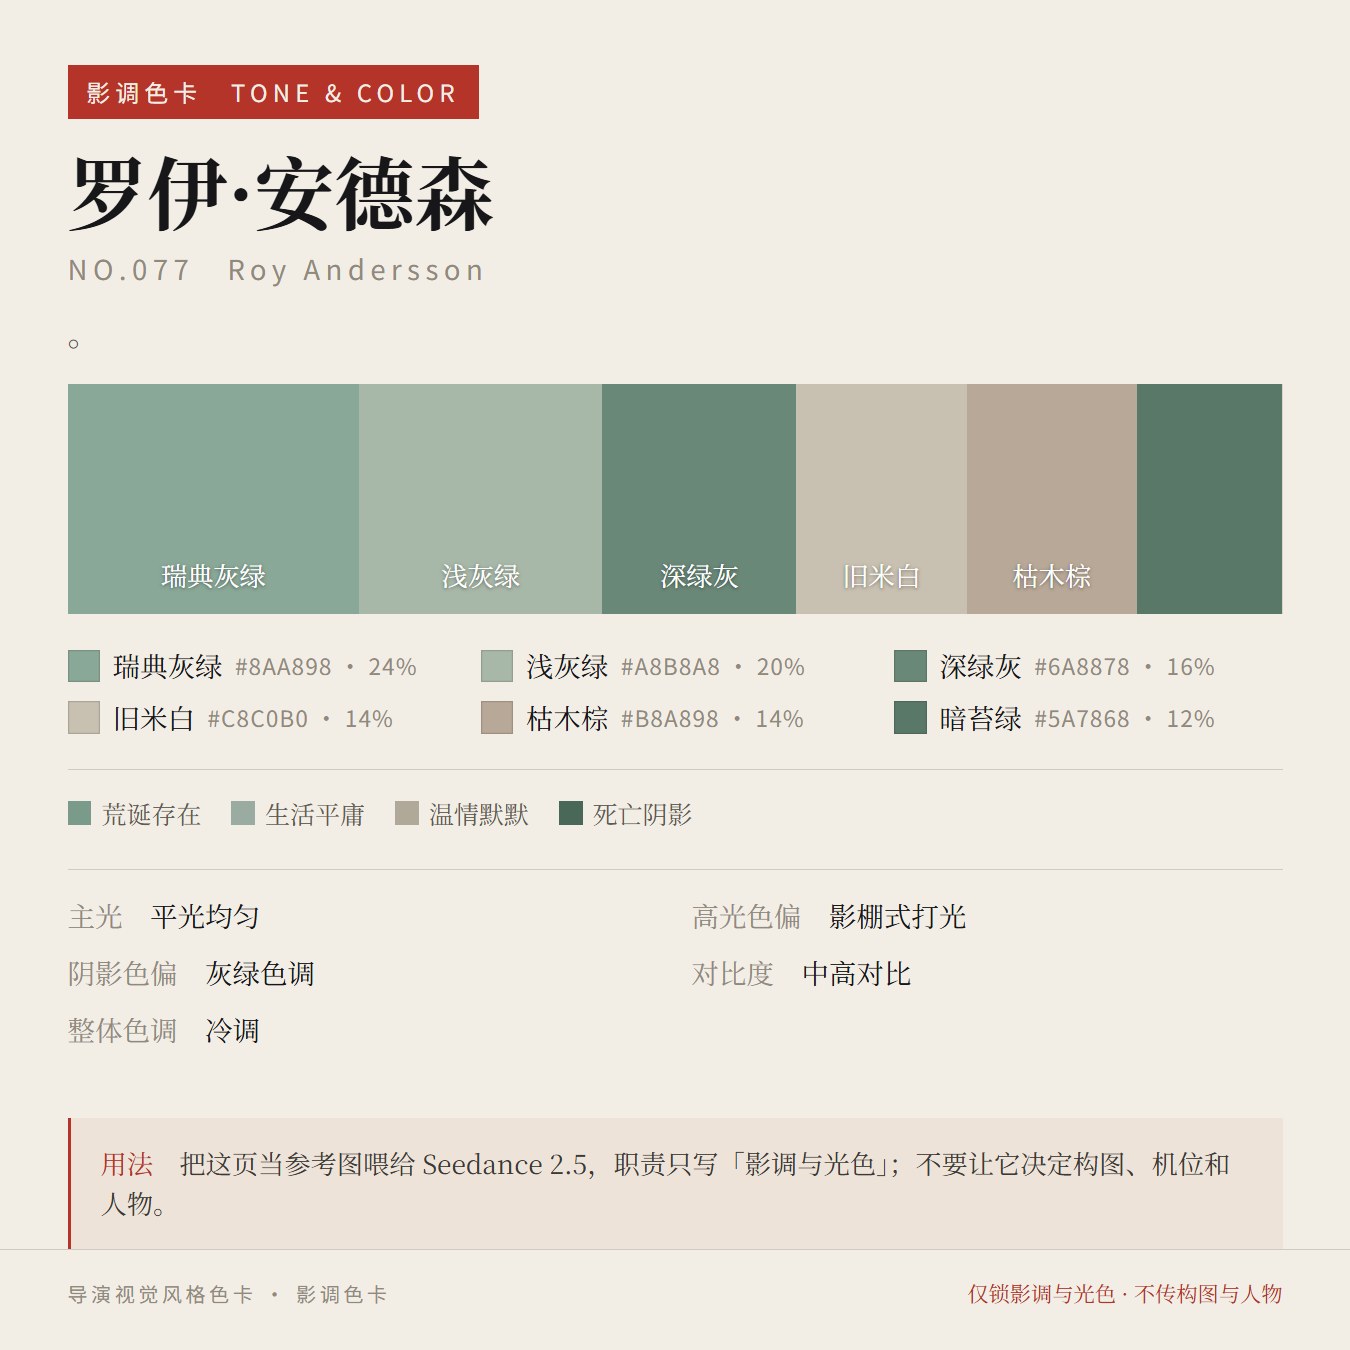 影调色卡 TONE & COLOR
罗伊·安德森
NO.077 Roy Andersson
。
瑞典灰绿 浅灰绿 深绿灰 旧米白 枯木棕
瑞典灰绿 #8AA898 · 24% 浅灰绿 #A8B8A8 · 20% 深绿灰 #6A8878 · 16%
旧米白 #C8C0B0 · 14% 枯木棕 #B8A898 · 14% 暗苔绿 #5A7868 · 12%
荒诞存在 生活平庸 温情默默 死亡阴影
主光 平光均匀 高光色偏 影棚式打光
阴影色偏 灰绿色调 对比度 中高对比
整体色调 冷调
用法 把这页当参考图喂给 Seedance 2.5，职责只写「影调与光色」；不要让它决定构图、机位和
人物。
导演视觉风格色卡 · 影调色卡 仅锁影调与光色 · 不传构图与人物